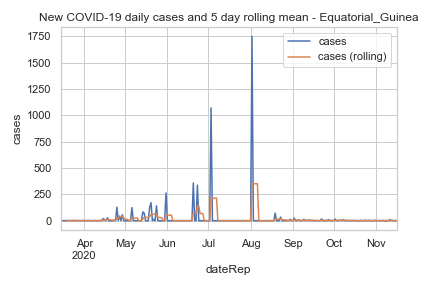 New COVID-19 daily cases and 5 day rolling mean - Equatorial_Guinea
cases
cases (rolling)
1750
1500
1250
1000
750
500
250
0
cases
Apr May Jun Jul Aug Sep Oct Nov
2020
dateRep